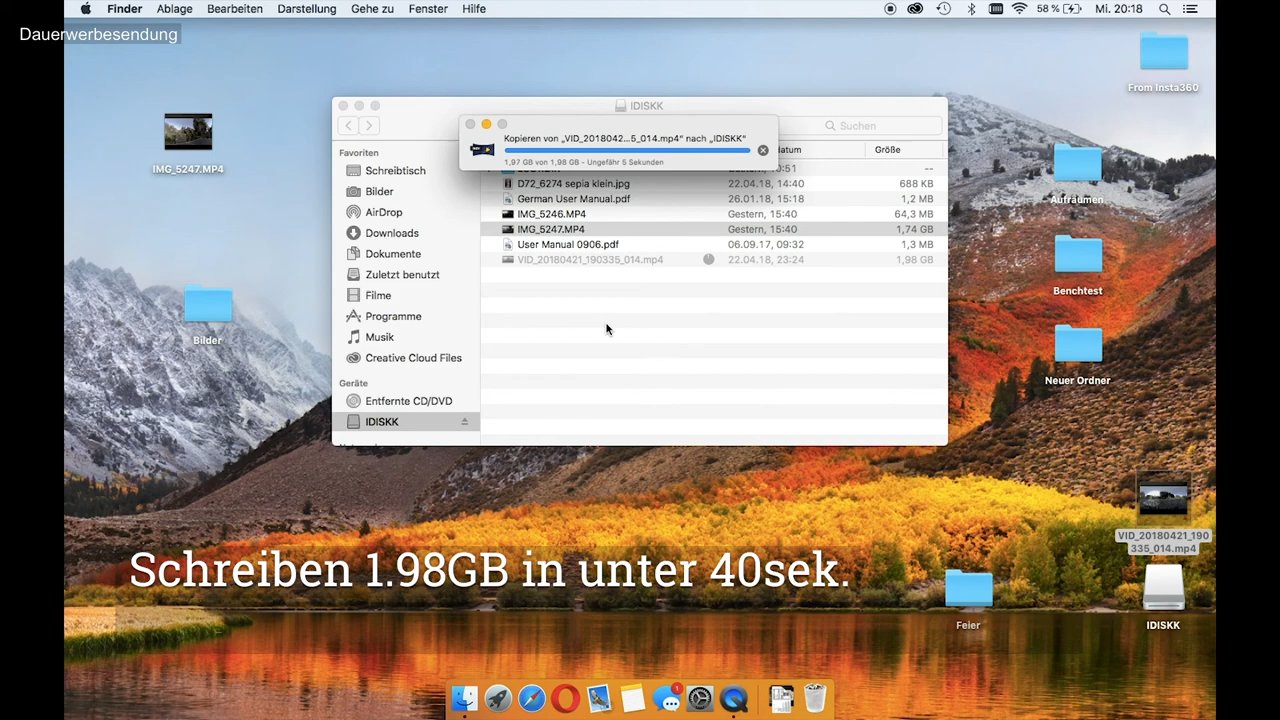 Finder Ablage Bearbeiten Darstellung Gehe zu Fenster Hilfe 58 % Mi. 20:18
Dauerwerbesendung
From Insta360
IMG_5247.MP4
IDISKK
Suchen
Kopieren von „VID_2018042...5_014.mp4" nach „IDISKK"
1,97 GB von 1,98 GB - Ungefähr 5 Sekunden
Favoriten
Schreibtisch
Bilder
AirDrop
Downloads
Dokumente
Zuletzt benutzt
Filme
Programme
Musik
Creative Cloud Files
Geräte
Entfernte CD/DVD
IDISKK
Größe
--
D72_6274 sepia klein.jpg 22.04.18, 14:40 688 KB
German User Manual.pdf 26.01.18, 15:18 1,2 MB
IMG_5246.MP4 Gestern, 15:40 64,3 MB
IMG_5247.MP4 Gestern, 15:40 1,74 GB
User Manual 0906.pdf 06.09.17, 09:32 1,3 MB
VID_20180421_190335_014.mp4 22.04.18, 23:24 1,98 GB
Aufräumen
Benchtest
Bilder
Neuer Ordner
VID_20180421_190
335_014.mp4
Schreiben 1.98GB in unter 40sek.
Feier
IDISKK
1